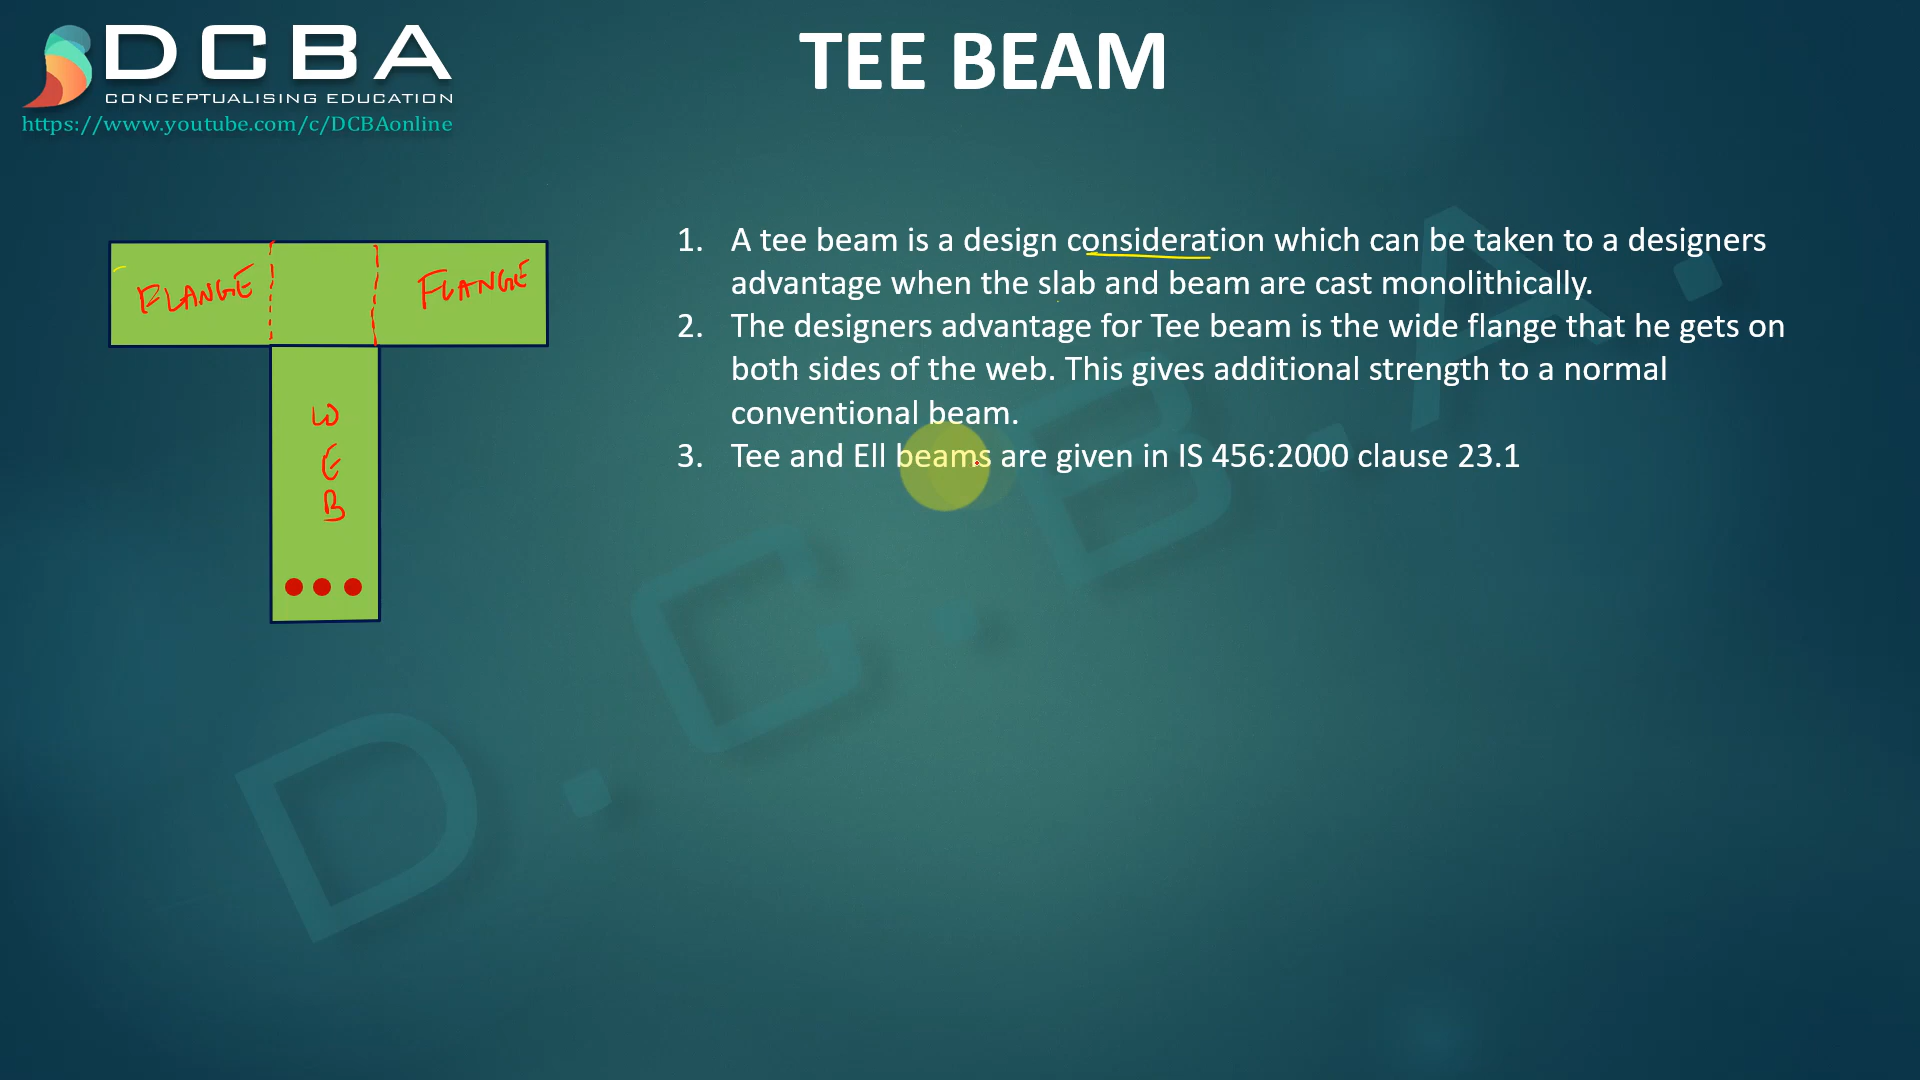 DCBA
CONCEPTUALISING EDUCATION
https://www.youtube.com/c/DCBAonline
TEE BEAM
FLANGE
FLANGE
W
E
B
1. A tee beam is a design consideration which can be taken to a designers
advantage when the slab and beam are cast monolithically.
2. The designers advantage for Tee beam is the wide flange that he gets on
both sides of the web. This gives additional strength to a normal
conventional beam.
3. Tee and Ell beams are given in IS 456:2000 clause 23.1
D.C.B.A.